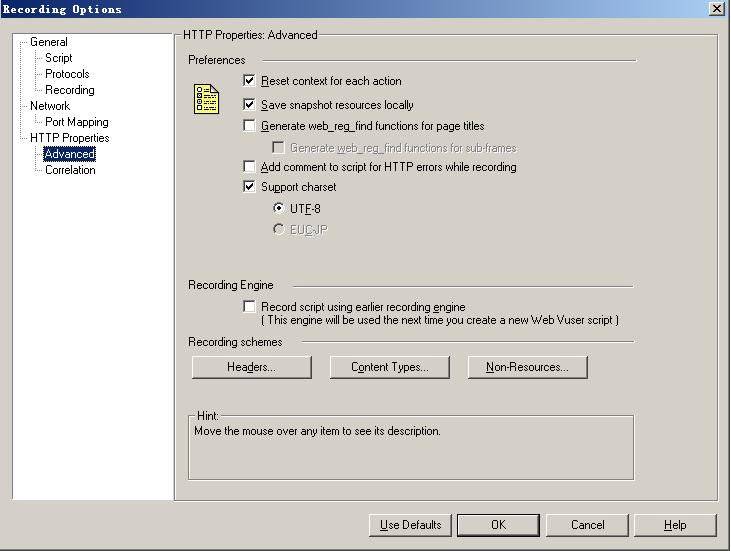 Recording Options
General
Script
Protocols
Recording
Network
Port Mapping
HTTP Properties
Advanced
Correlation
HTTP Properties: Advanced
Preferences
Reset context for each action
Save snapshot resources locally
Generate web_reg_find functions for page titles
Generate web_reg_find functions for sub-frames
Add comment to script for HTTP errors while recording
Support charset
UTF-8
EUC-JP
Recording Engine
Record script using earlier recording engine
( This engine will be used the next time you create a new Web Vuser script )
Recording schemes
Headers... Content Types... Non-Resources...
Hint:
Move the mouse over any item to see its description.
Use Defaults OK Cancel Help